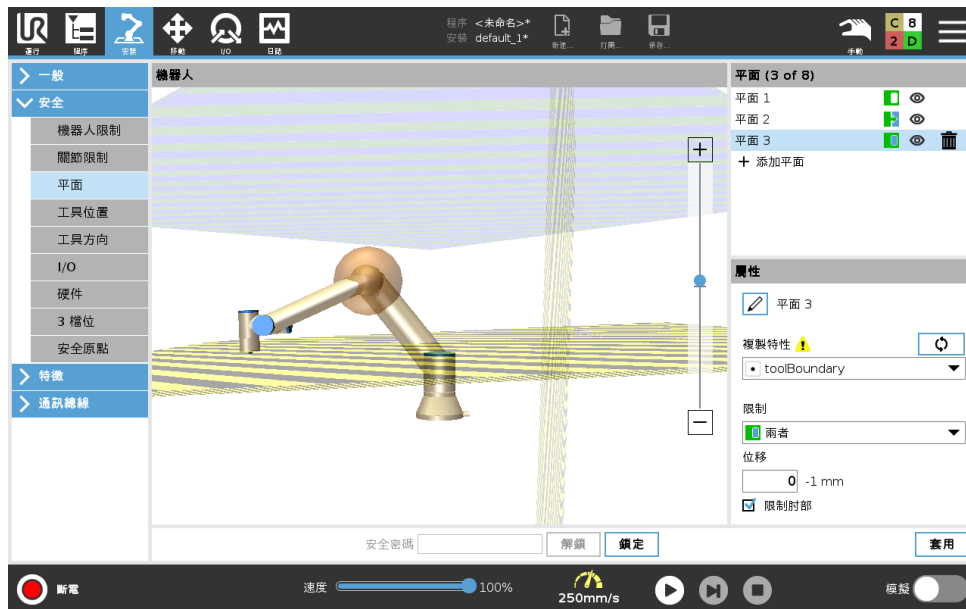 程序 <未命名>*
安裝 default_1*
運行
程序
安裝
移動
I/O
日誌
新建...
打開...
保存...
手動
C 8
2 D
一般
安全
機器人限制
關節限制
平面
工具位置
工具方向
I/O
硬件
3 檔位
安全原點
特徵
通訊總線
機器人
平面 (3 of 8)
平面 1
平面 2
平面 3
添加平面
屬性
平面 3
複製特性
toolBoundary
限制
兩者
位移
0 -1 mm
限制肘部
安全密碼
解鎖
鎖定
套用
斷電
速度
100%
250mm/s
模擬